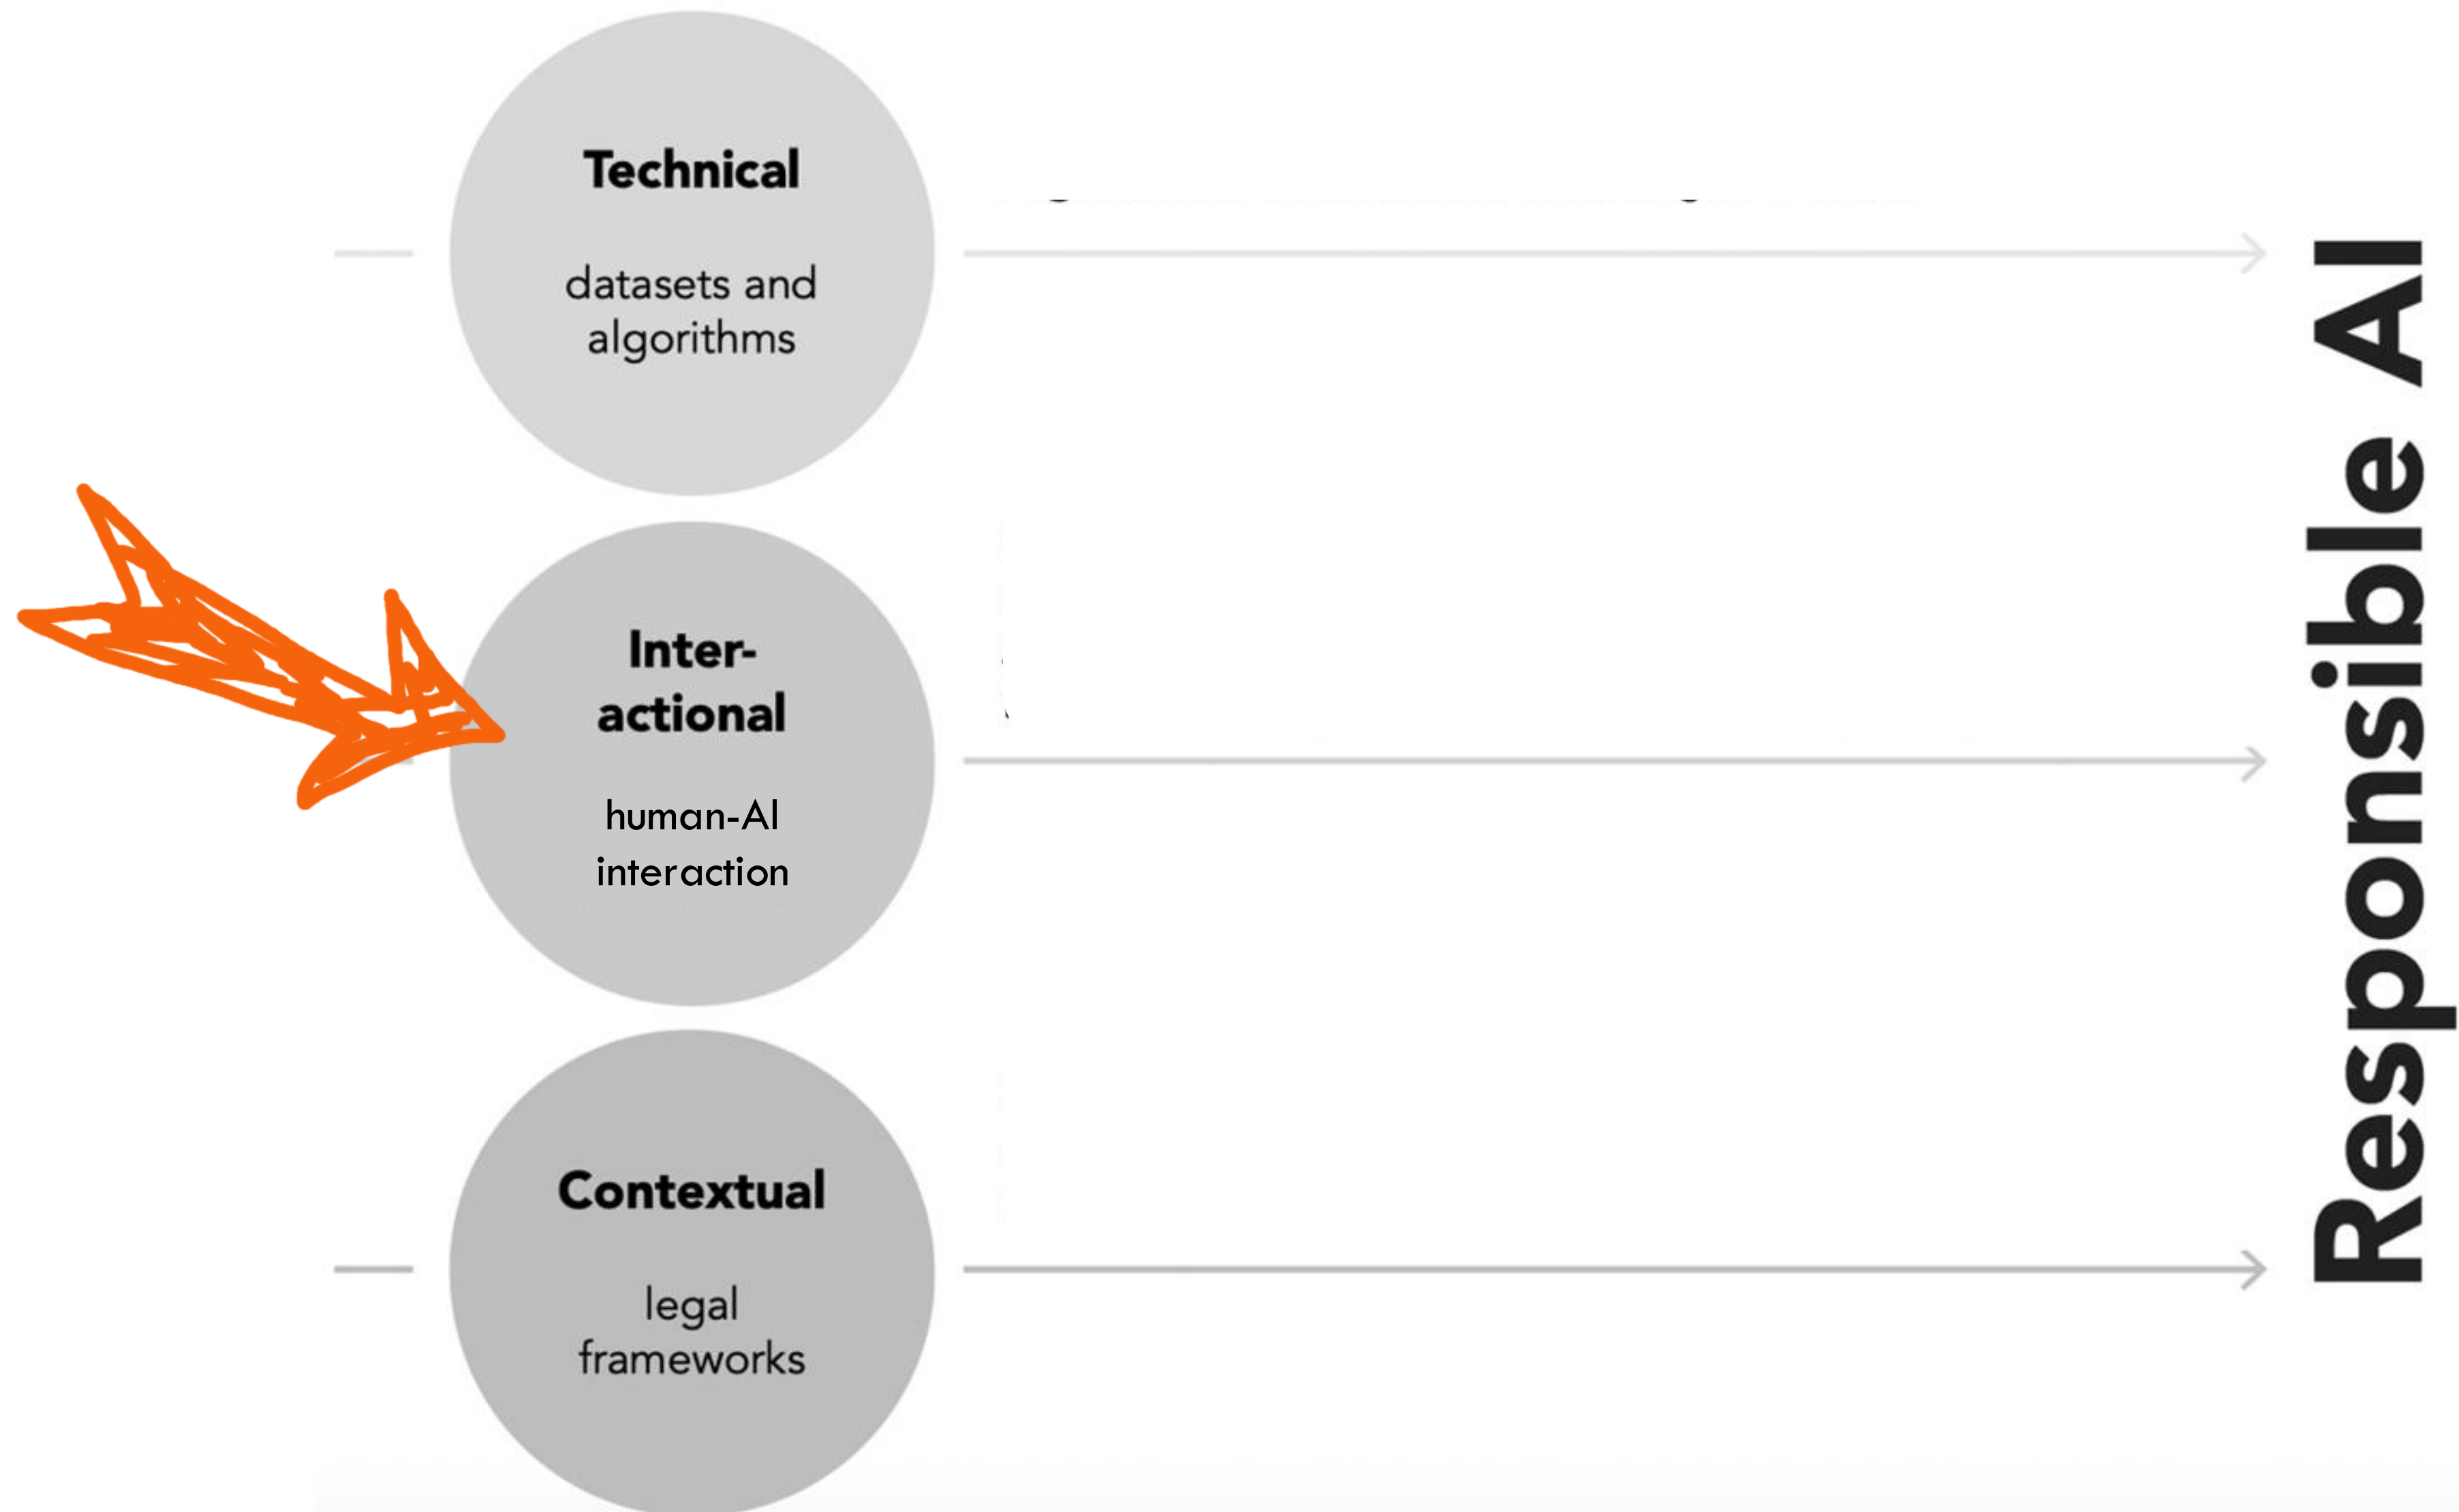 Technical
datasets and
algorithms
Inter-
actional
human-AI
interaction
Contextual
legal
frameworks
Responsible AI